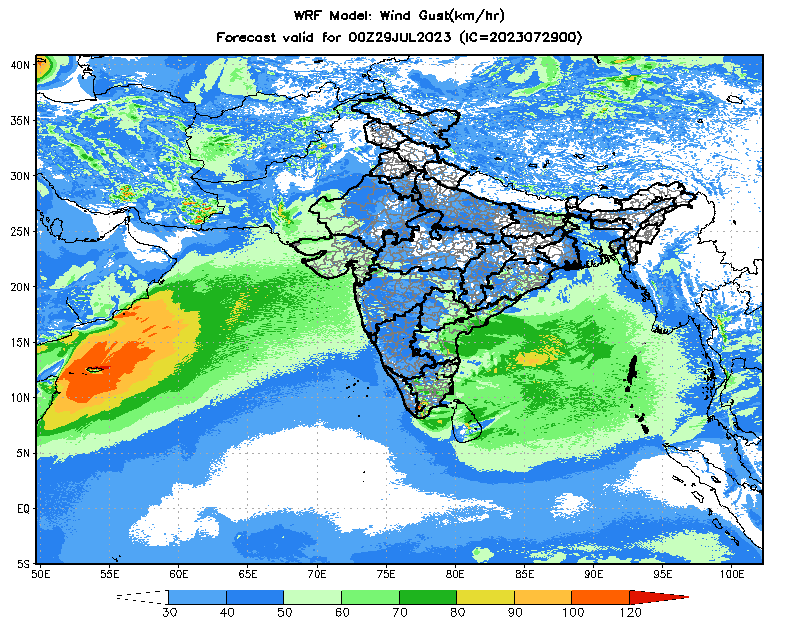 WRF Model: Wind Gust(km/hr)
Forecast valid for 00Z29JUL2023 (IC=2023072900)
40N
35N
30N
25N
20N
15N
10N
5N
EQ
5S
50E 55E 60E 65E 70E 75E 80E 85E 90E 95E 100E
30 40 50 60 70 80 90 100 120